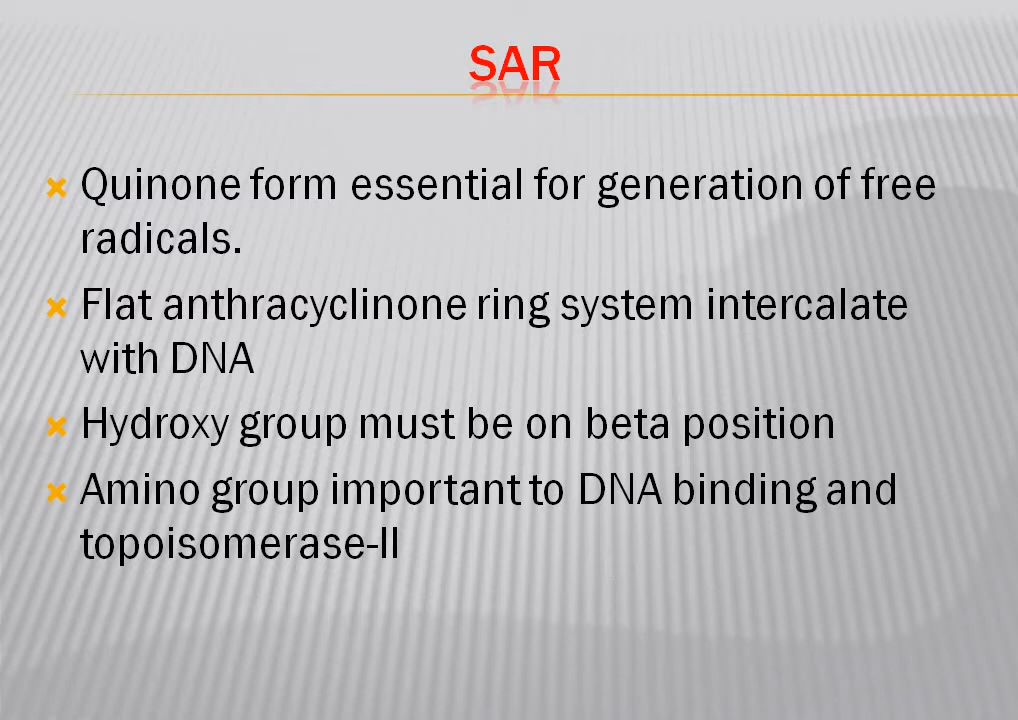 SAR
Quinone form essential for generation of free
radicals.
Flat anthracyclinone ring system intercalate
with DNA
Hydroxy group must be on beta position
Amino group important to DNA binding and
topoisomerase-II